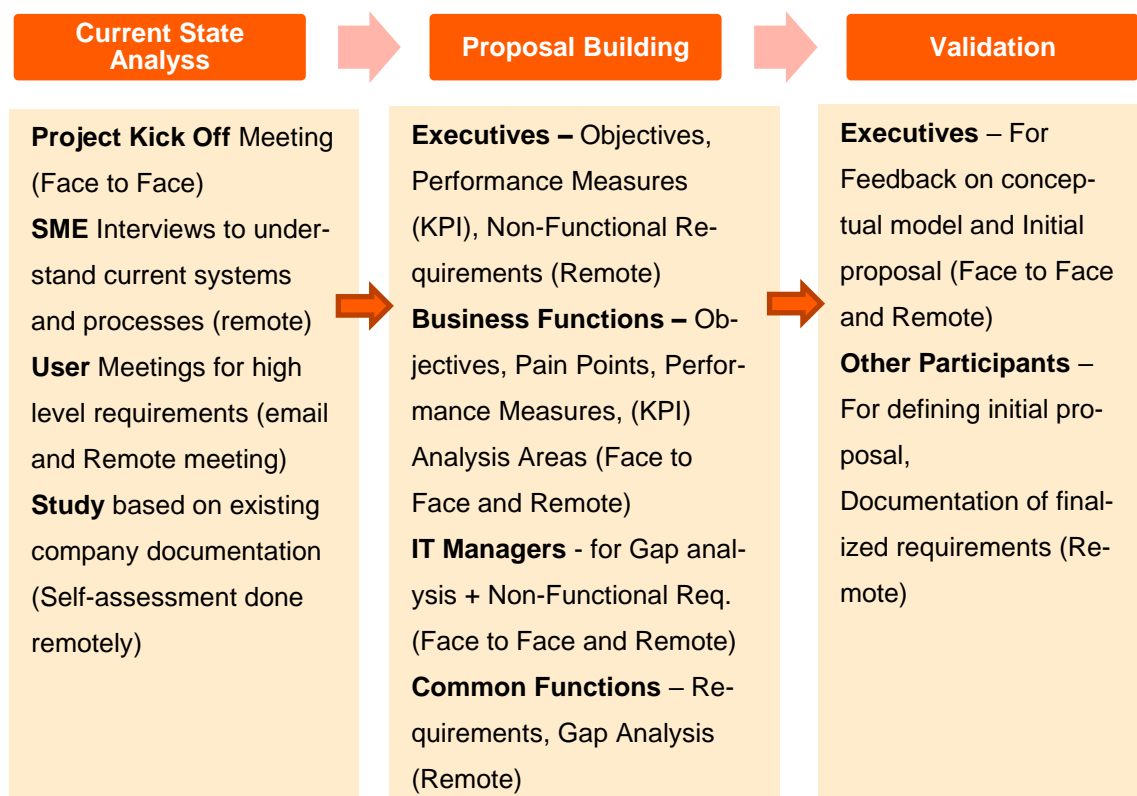 Current State
Analyss
Proposal Building
Validation
Project Kick Off Meeting
(Face to Face)
SME Interviews to under-
stand current systems
and processes (remote)
User Meetings for high
level requirements (email
and Remote meeting)
Study based on existing
company documentation
(Self-assessment done
remotely)
Executives – Objectives,
Performance Measures
(KPI), Non-Functional Re-
quirements (Remote)
Business Functions – Ob-
jectives, Pain Points, Perfor-
mance Measures, (KPI)
Analysis Areas (Face to
Face and Remote)
IT Managers - for Gap anal-
ysis + Non-Functional Req.
(Face to Face and Remote)
Common Functions – Re-
quirements, Gap Analysis
(Remote)
Executives – For
Feedback on concep-
tual model and Initial
proposal (Face to Face
and Remote)
Other Participants –
For defining initial pro-
posal,
Documentation of final-
ized requirements (Re-
mote)